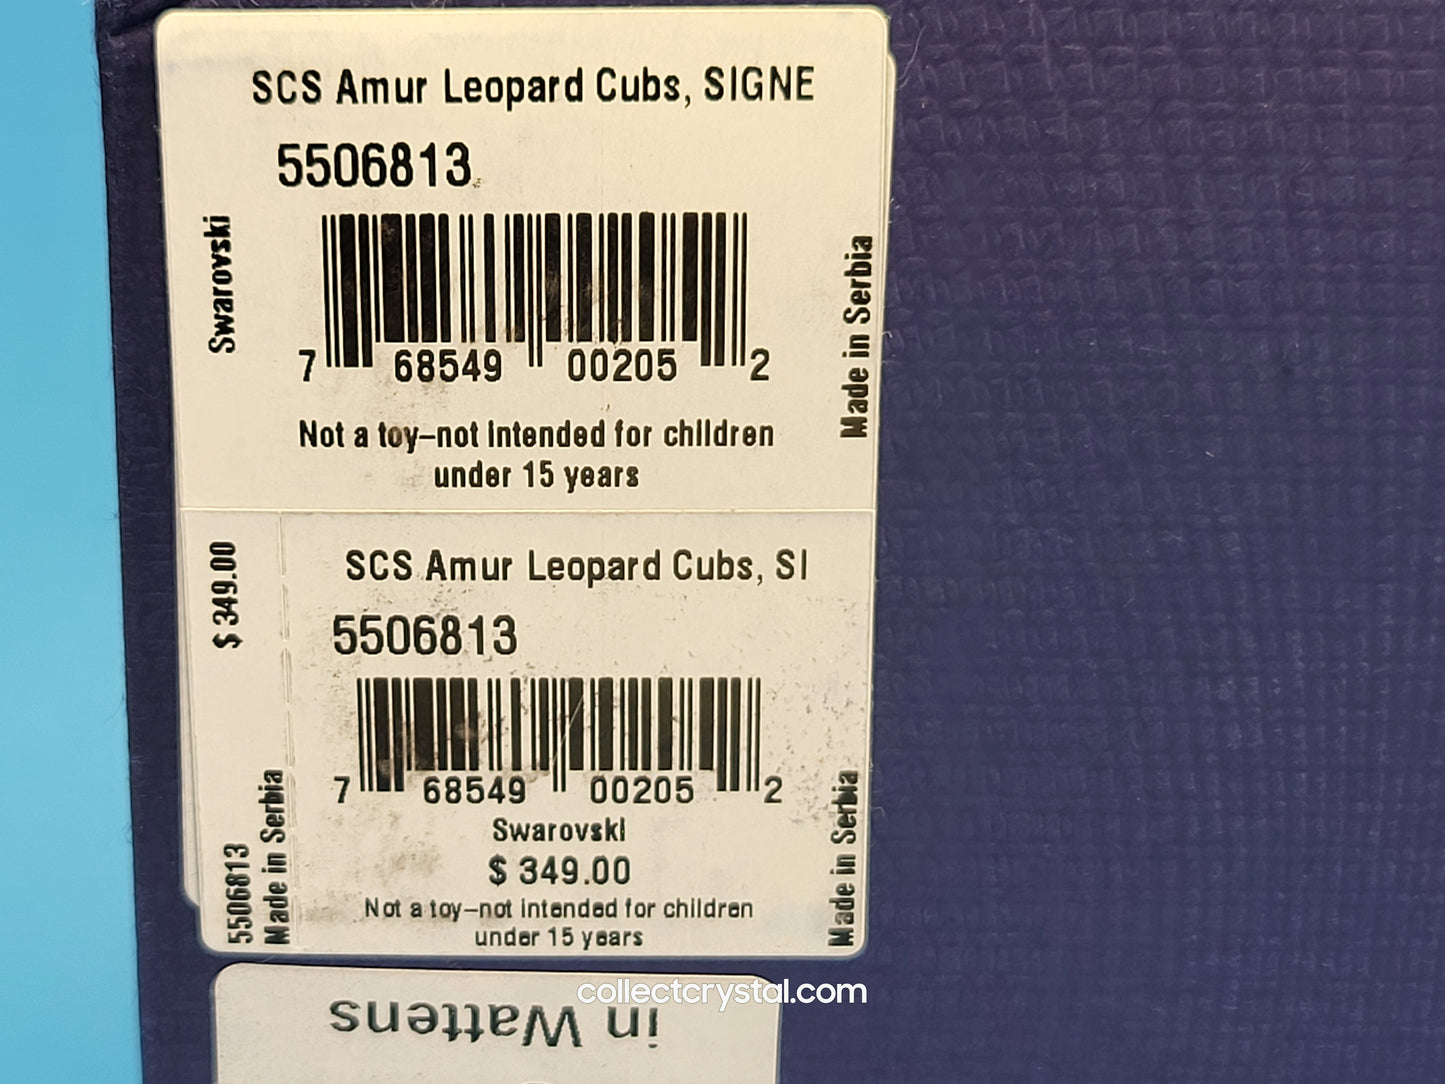 SCS Amur Leopard Cubs, SIGNE
5506813
Swarovski
Made in Serbia
7 68549 00205 2
Not a toy–not intended for children
under 15 years
$ 349.00
5506813
Made in Serbia
SCS Amur Leopard Cubs, SI
5506813
7 68549 00205 2
Swarovski
$ 349.00
Not a toy–not intended for children
under 15 years
Made in Serbia
collectcrystal.com
in Wattens